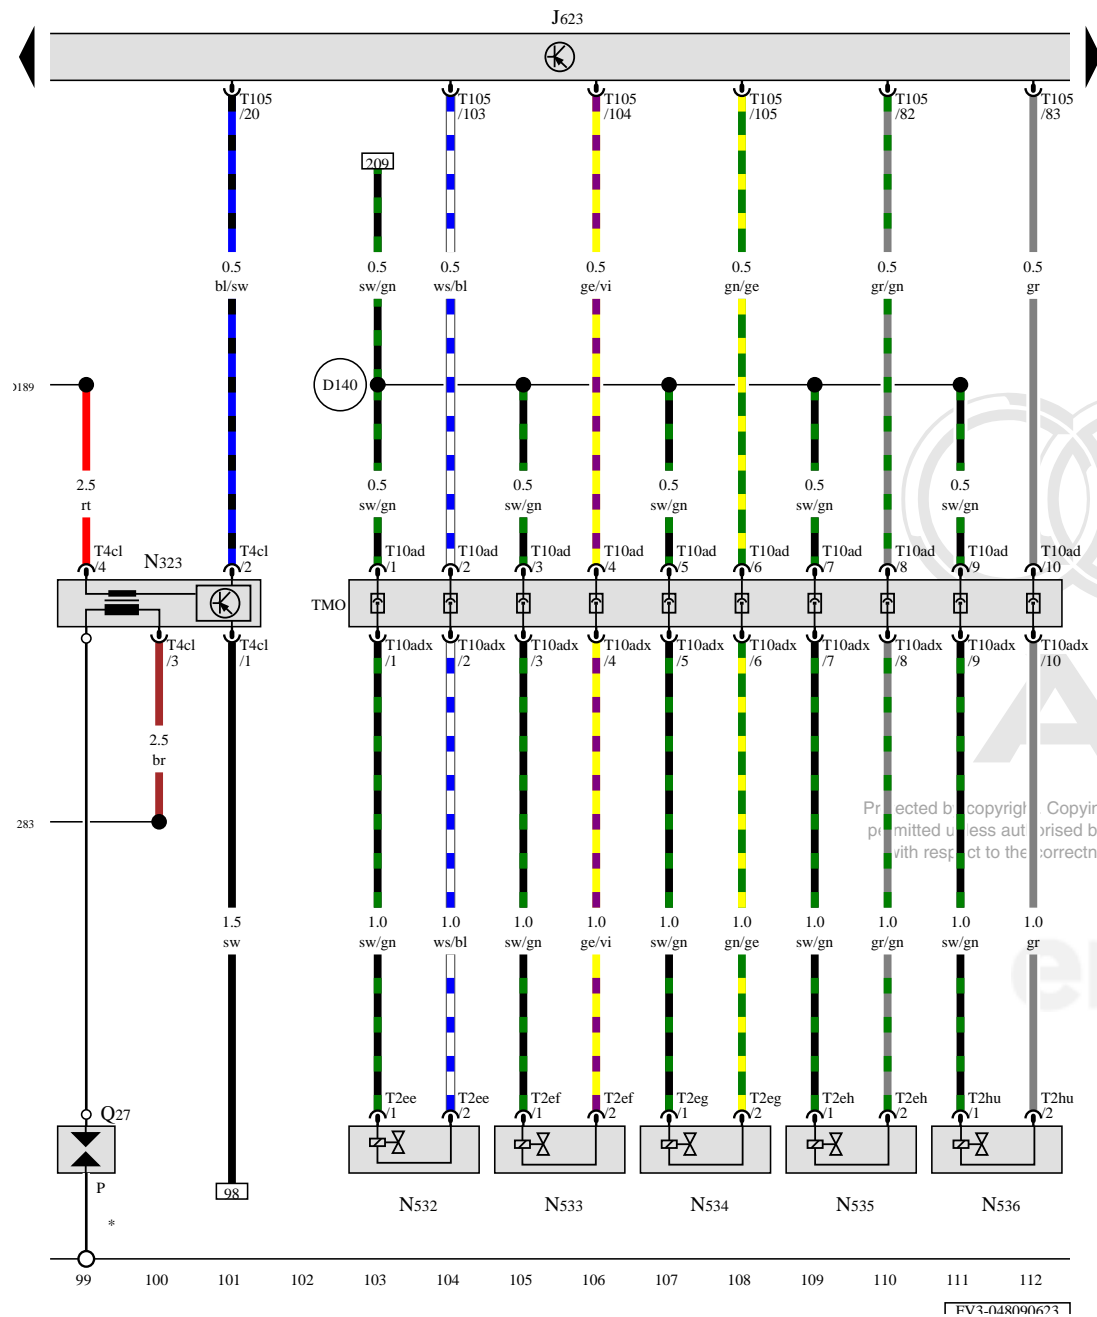 J623
T105 T105 T105 T105 T105 T105
/20 /103 /104 /105 /82 /83
209
0.5 0.5 0.5 0.5 0.5 0.5 0.5
bl/sw sw/gn ws/bl ge/vi gn/ge gr/gn gr
D140
2.5 0.5 0.5 0.5 0.5 0.5
rt sw/gn sw/gn sw/gn sw/gn sw/gn
T4cl N323 T4cl T10ad T10ad T10ad T10ad T10ad T10ad T10ad T10ad T10ad T10ad
/4 /2 /1 /2 /3 /4 /5 /6 /7 /8 /9 /10
TMO
T4cl T4cl T10adx T10adx T10adx T10adx T10adx T10adx T10adx T10adx T10adx T10adx
/3 /1 /1 /2 /3 /4 /5 /6 /7 /8 /9 /10
2.5
br
283
1.5 1.0 1.0 1.0 1.0 1.0 1.0 1.0 1.0 1.0 1.0
sw sw/gn ws/bl sw/gn ge/vi sw/gn gn/ge sw/gn gr/gn sw/gn gr
Q27 T2ee T2ee T2ef T2ef T2eg T2eg T2eh T2eh T2hu T2hu
/1 /2 /1 /2 /1 /2 /1 /2 /1 /2
P
98
N532 N533 N534 N535 N536
*
99 100 101 102 103 104 105 106 107 108 109 110 111 112
FV3-048090623